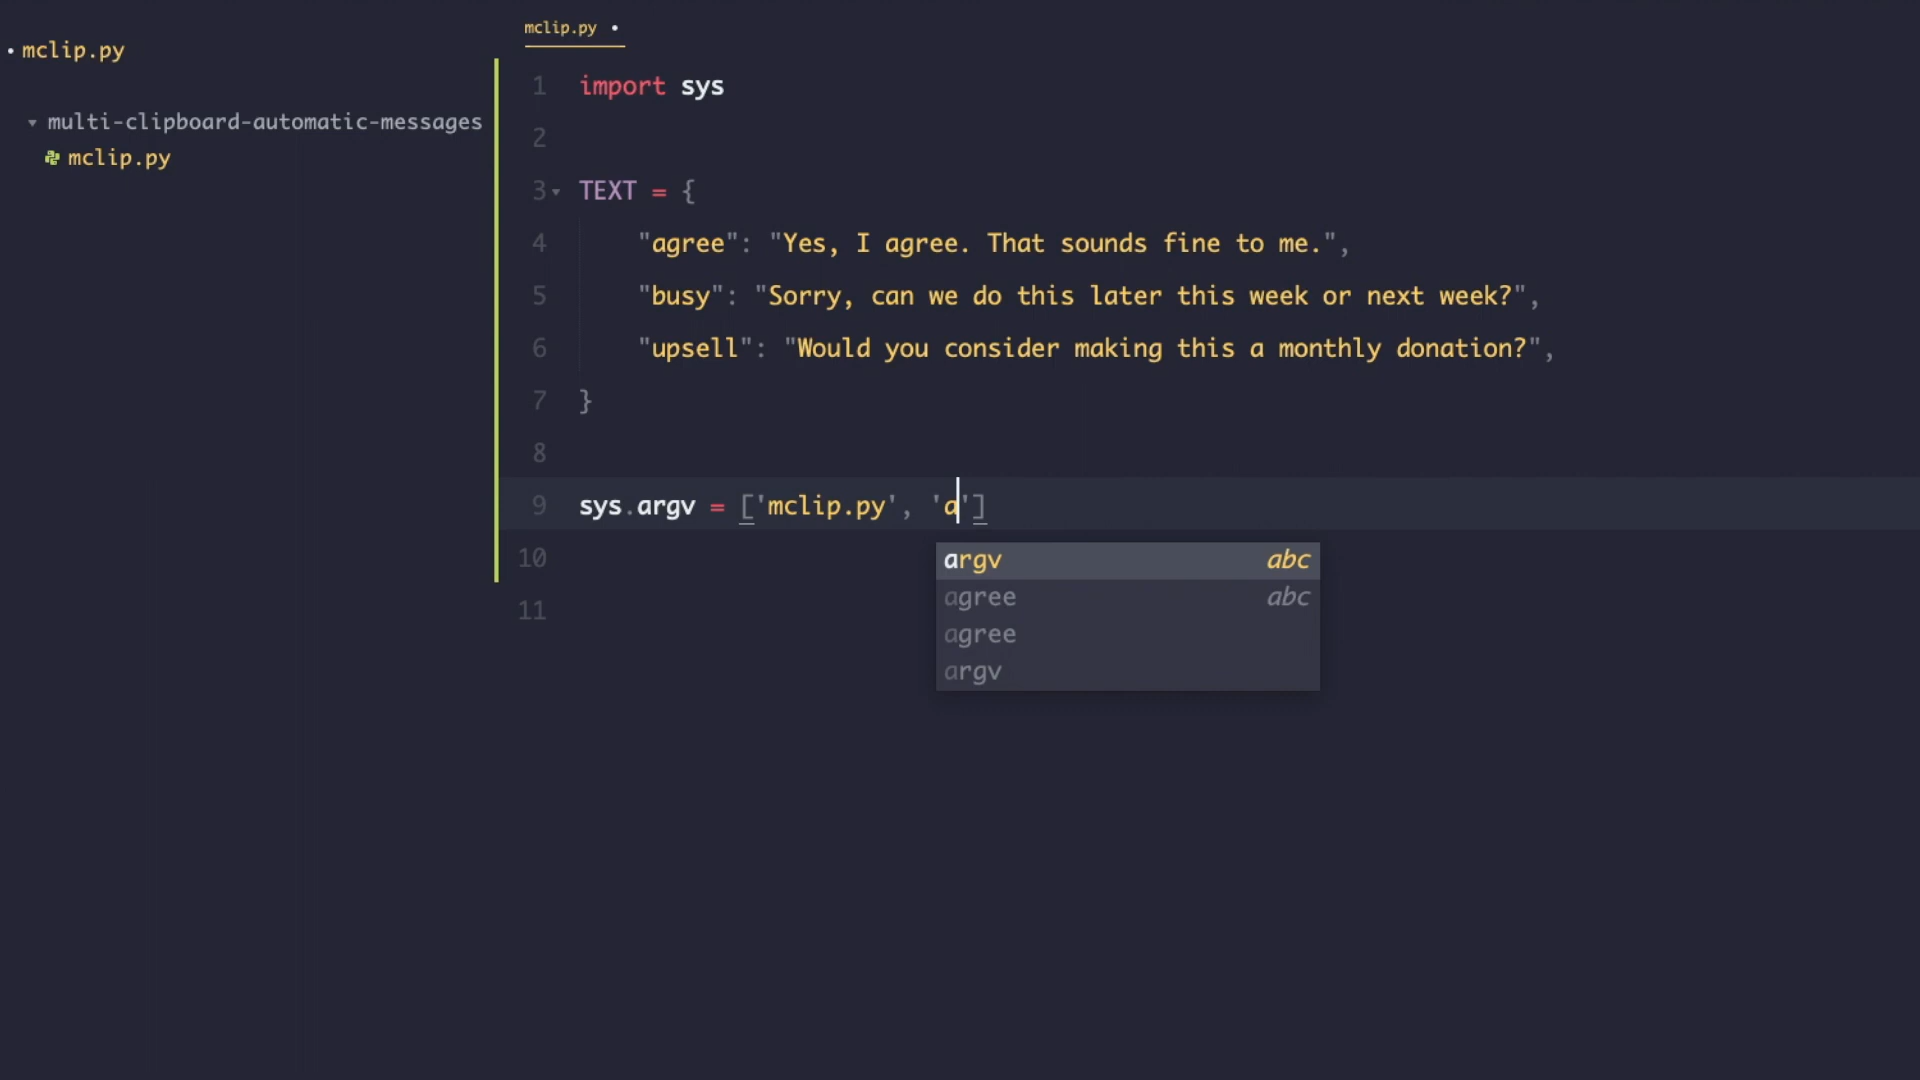 mclip.py
multi-clipboard-automatic-messages
mclip.py
mclip.py
1 import sys
2
3 TEXT = {
4 "agree": "Yes, I agree. That sounds fine to me.",
5 "busy": "Sorry, can we do this later this week or next week?",
6 "upsell": "Would you consider making this a monthly donation?",
7 }
8
9 sys.argv = ['mclip.py', 'a']
10
11
argv abc
agree abc
agree
argv